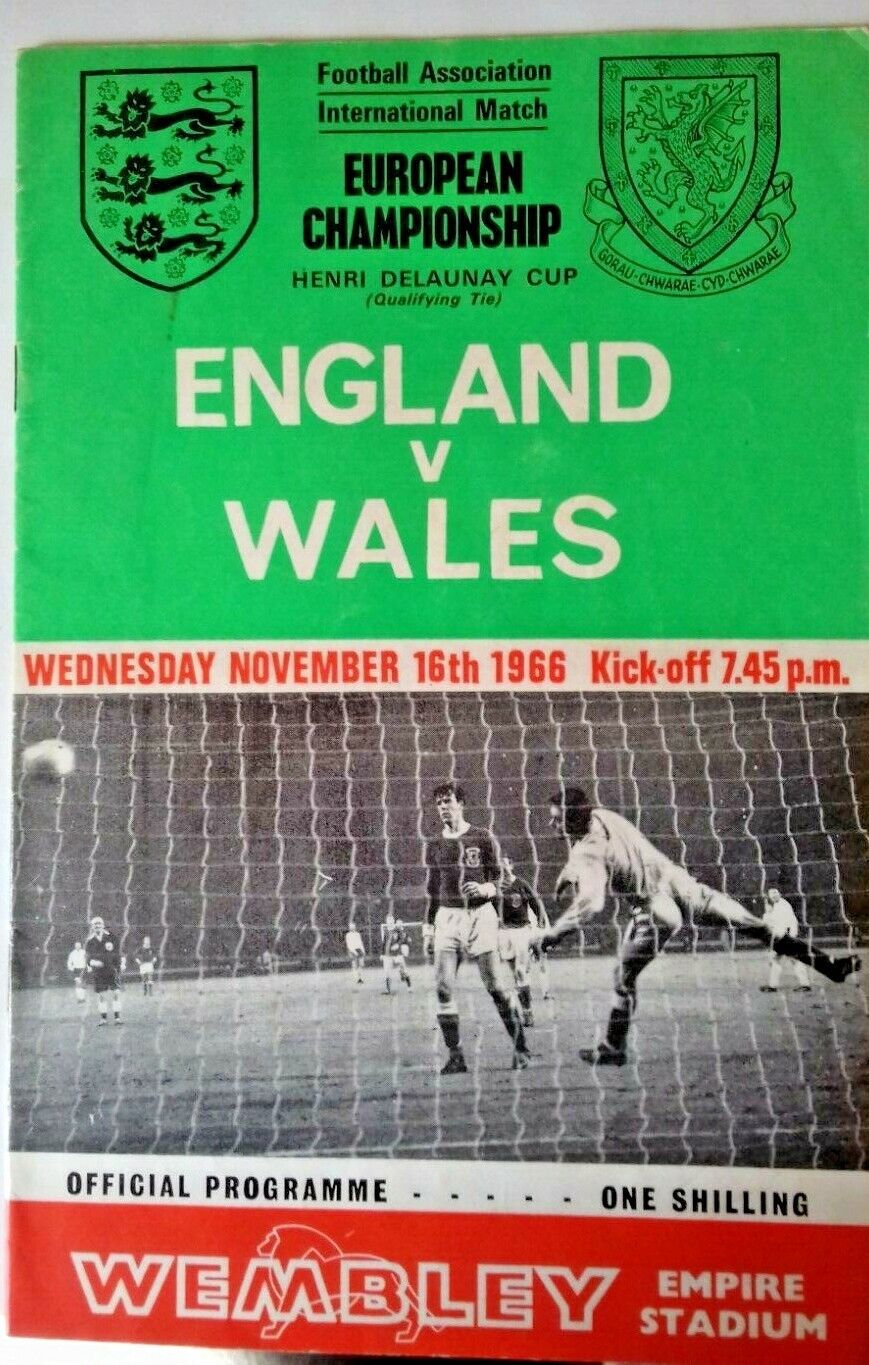 Football Association
International Match
EUROPEAN
CHAMPIONSHIP
HENRI DELAUNAY CUP
(Qualifying Tie)
GORAU·CHWARAE·CYD·CHWARAE
ENGLAND
v
WALES
WEDNESDAY NOVEMBER 16th 1966 Kick-off 7.45 p.m.
OFFICIAL PROGRAMME - - - - - ONE SHILLING
WEMBLEY EMPIRE
STADIUM